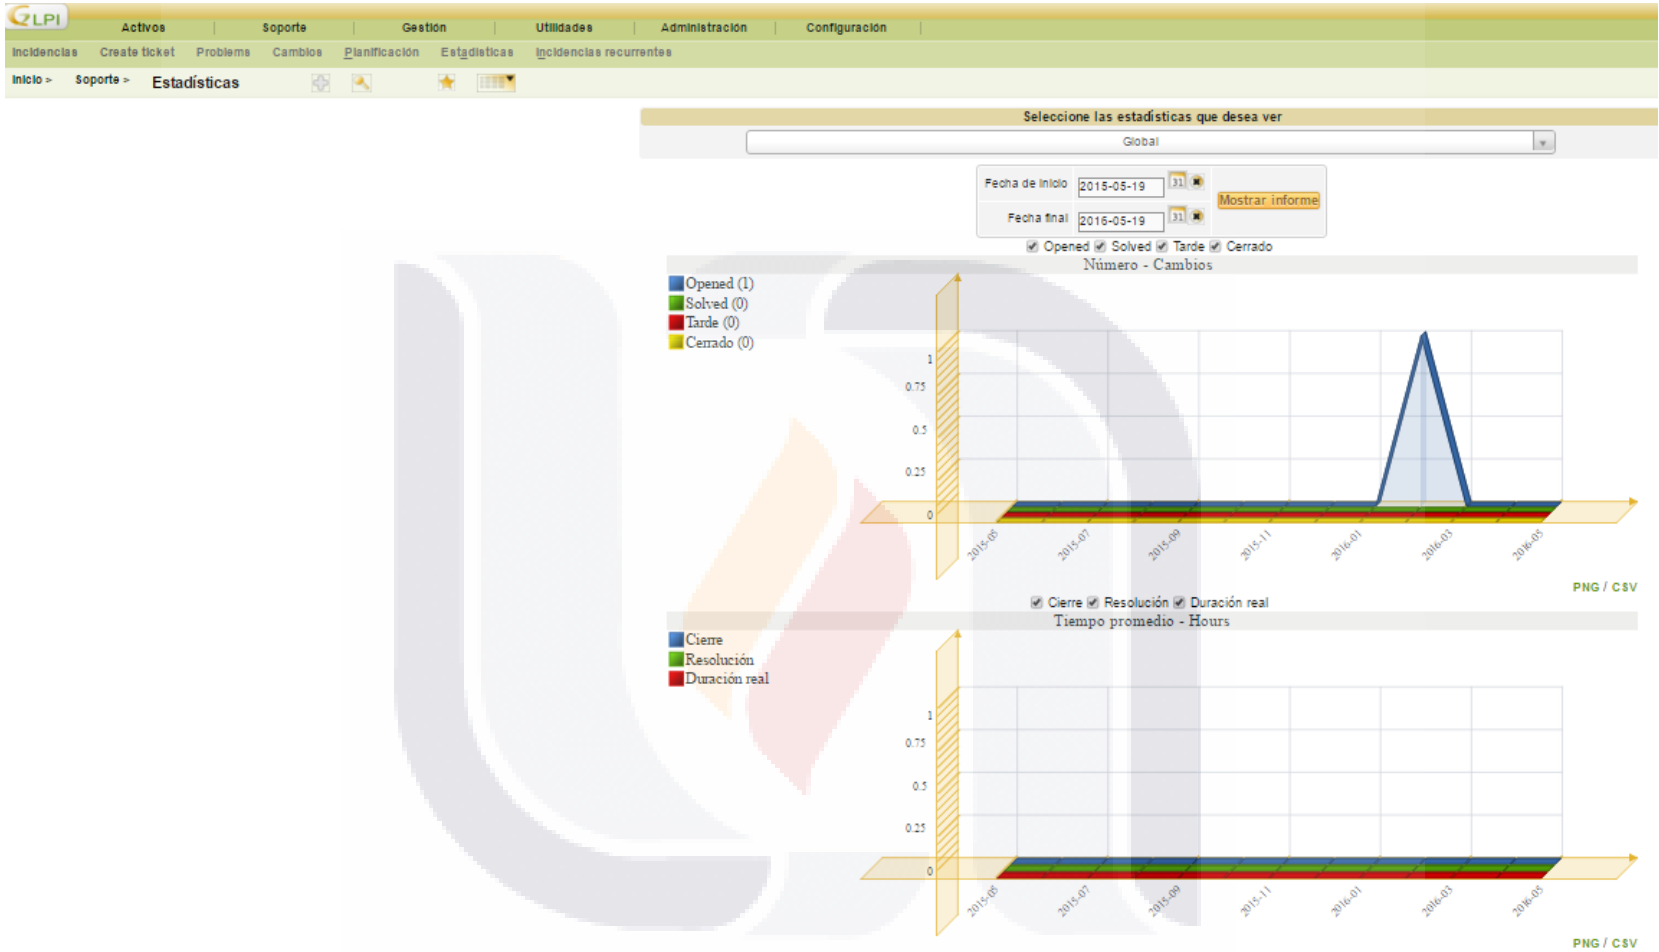 GLPI
Activos Soporte Gestión Utilidades Administración Configuración
Incidencias Create ticket Problems Cambios Planificación Estadísticas Incidencias recurrentes
Inicio > Soporte > Estadísticas
Seleccione las estadísticas que desea ver
Global
Fecha de inicio 2015-05-19 31
Mostrar informe
Fecha final 2016-05-19 31
Opened Solved Tarde Cerrado
Número - Cambios
Opened (1)
Solved (0)
Tarde (0)
Cerrado (0)
1
0.75
0.5
0.25
0
2015-05 2015-07 2015-09 2015-11 2016-01 2016-03 2016-05
PNG / CSV
Cierre Resolución Duración real
Tiempo promedio - Hours
Cierre
Resolución
Duración real
1
0.75
0.5
0.25
0
2015-05 2015-07 2015-09 2015-11 2016-01 2016-03 2016-05
PNG / CSV